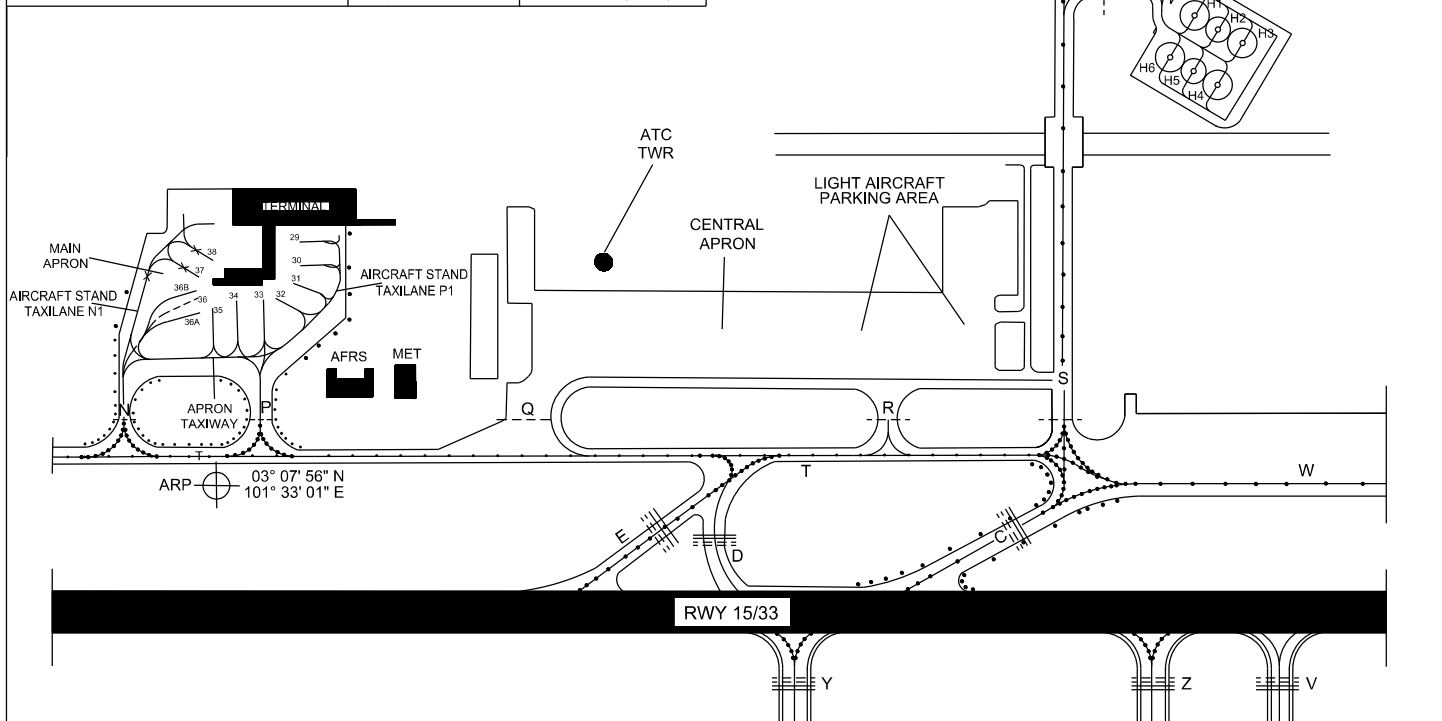 H1
H2
H3
H6
H5
H4
ATC
TWR
LIGHT AIRCRAFT
PARKING AREA
TERMINAL
CENTRAL
APRON
MAIN
APRON
38
37
29
30
31
AIRCRAFT STAND
TAXILANE P1
AIRCRAFT STAND
TAXILANE N1
36B
36
36A
35
34
33
32
AFRS
MET
S
N
P
APRON
TAXIWAY
Q
R
T
T
W
ARP
03° 07' 56" N
101° 33' 01" E
E
D
C
RWY 15/33
Y
Z
V